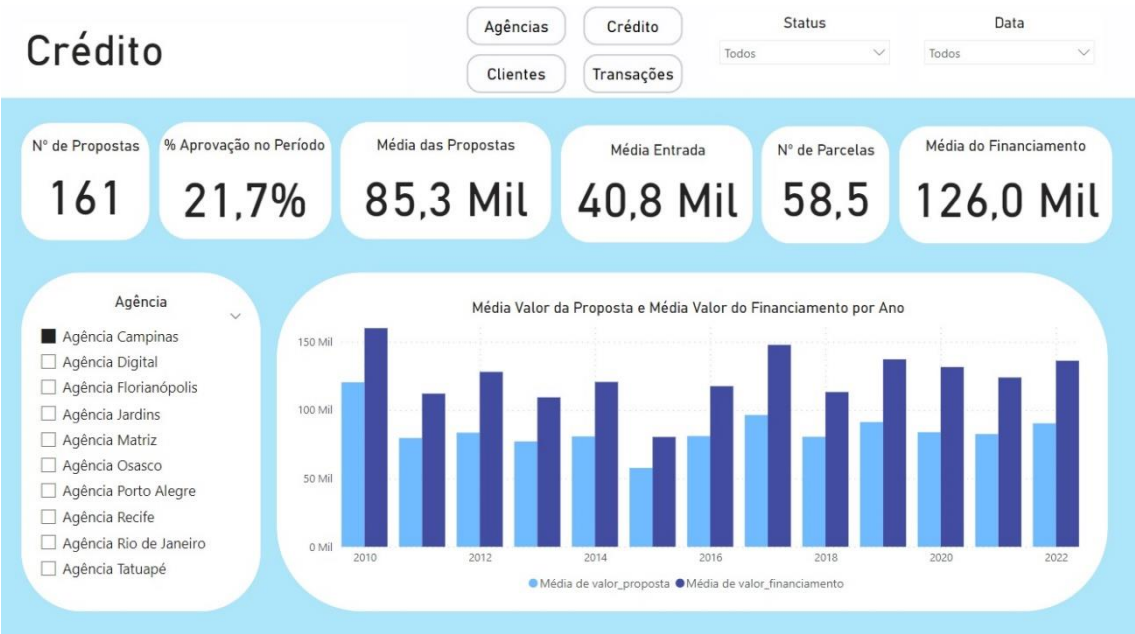 Crédito
Agências
Crédito
Clientes
Transações
Status
Todos
Data
Todos
N° de Propostas
161
% Aprovação no Período
21,7%
Média das Propostas
85,3 Mil
Média Entrada
40,8 Mil
N° de Parcelas
58,5
Média do Financiamento
126,0 Mil
Agência
Agência Campinas
Agência Digital
Agência Florianópolis
Agência Jardins
Agência Matriz
Agência Osasco
Agência Porto Alegre
Agência Recife
Agência Rio de Janeiro
Agência Tatuapé
Média Valor da Proposta e Média Valor do Financiamento por Ano
150 Mil
100 Mil
50 Mil
0 Mil
2010 2012 2014 2016 2018 2020 2022
Média de valor_proposta Média de valor_financiamento